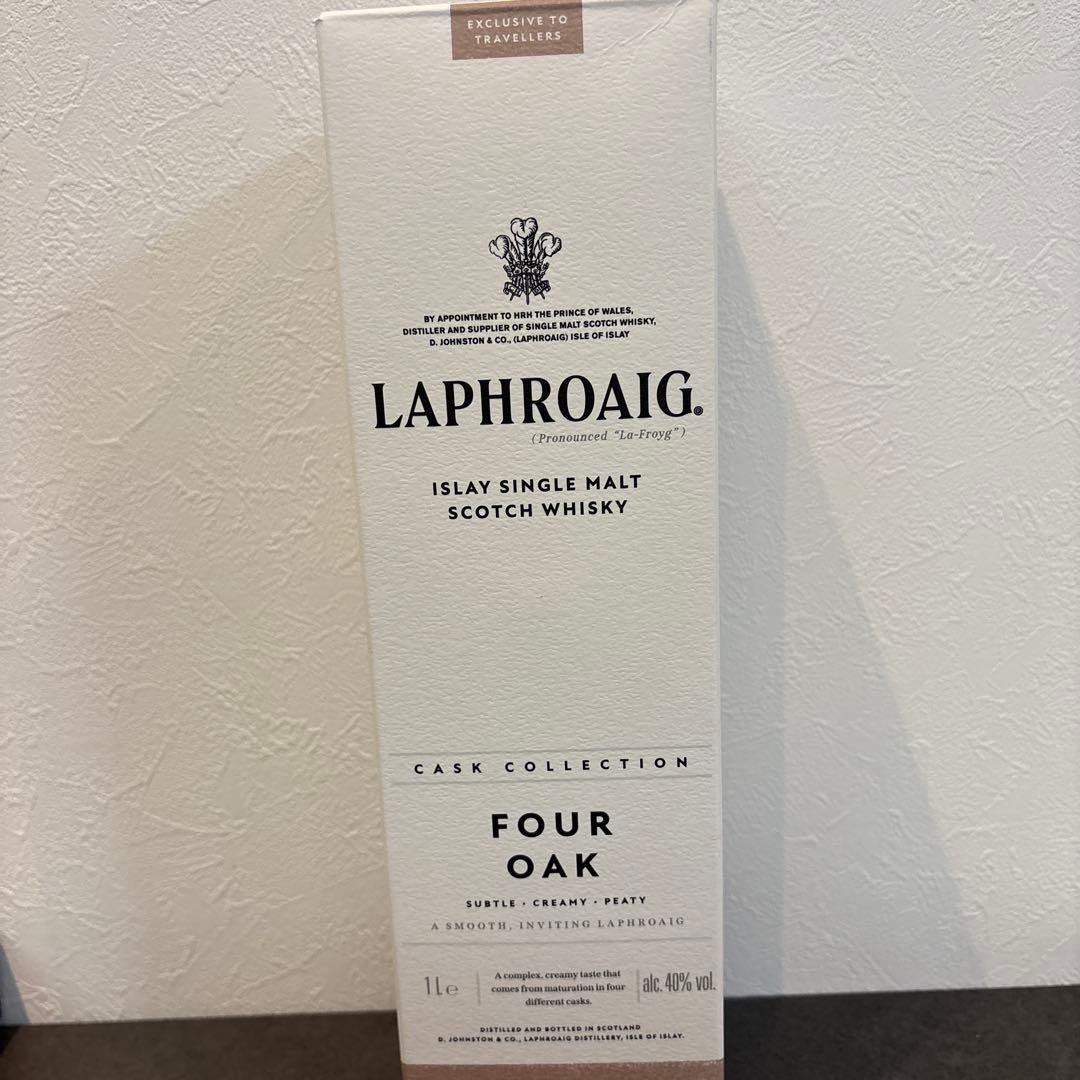 EXCLUSIVE TO
TRAVELLERS
BY APPOINTMENT TO HRH THE PRINCE OF WALES,
DISTILLER AND SUPPLIER OF SINGLE MALT SCOTCH WHISKY,
D. JOHNSTON & CO., (LAPHROAIG) ISLE OF ISLAY
LAPHROAIG®
(Pronounced "La-Froyg")
ISLAY SINGLE MALT
SCOTCH WHISKY
CASK COLLECTION
FOUR
OAK
SUBTLE · CREAMY · PEATY
A SMOOTH, INVITING LAPHROAIG
1 L ℮
A complex, creamy taste that
comes from maturation in four
different casks.
alc. 40% vol.
DISTILLED AND BOTTLED IN SCOTLAND
D. JOHNSTON & CO., LAPHROAIG DISTILLERY, ISLE OF ISLAY.